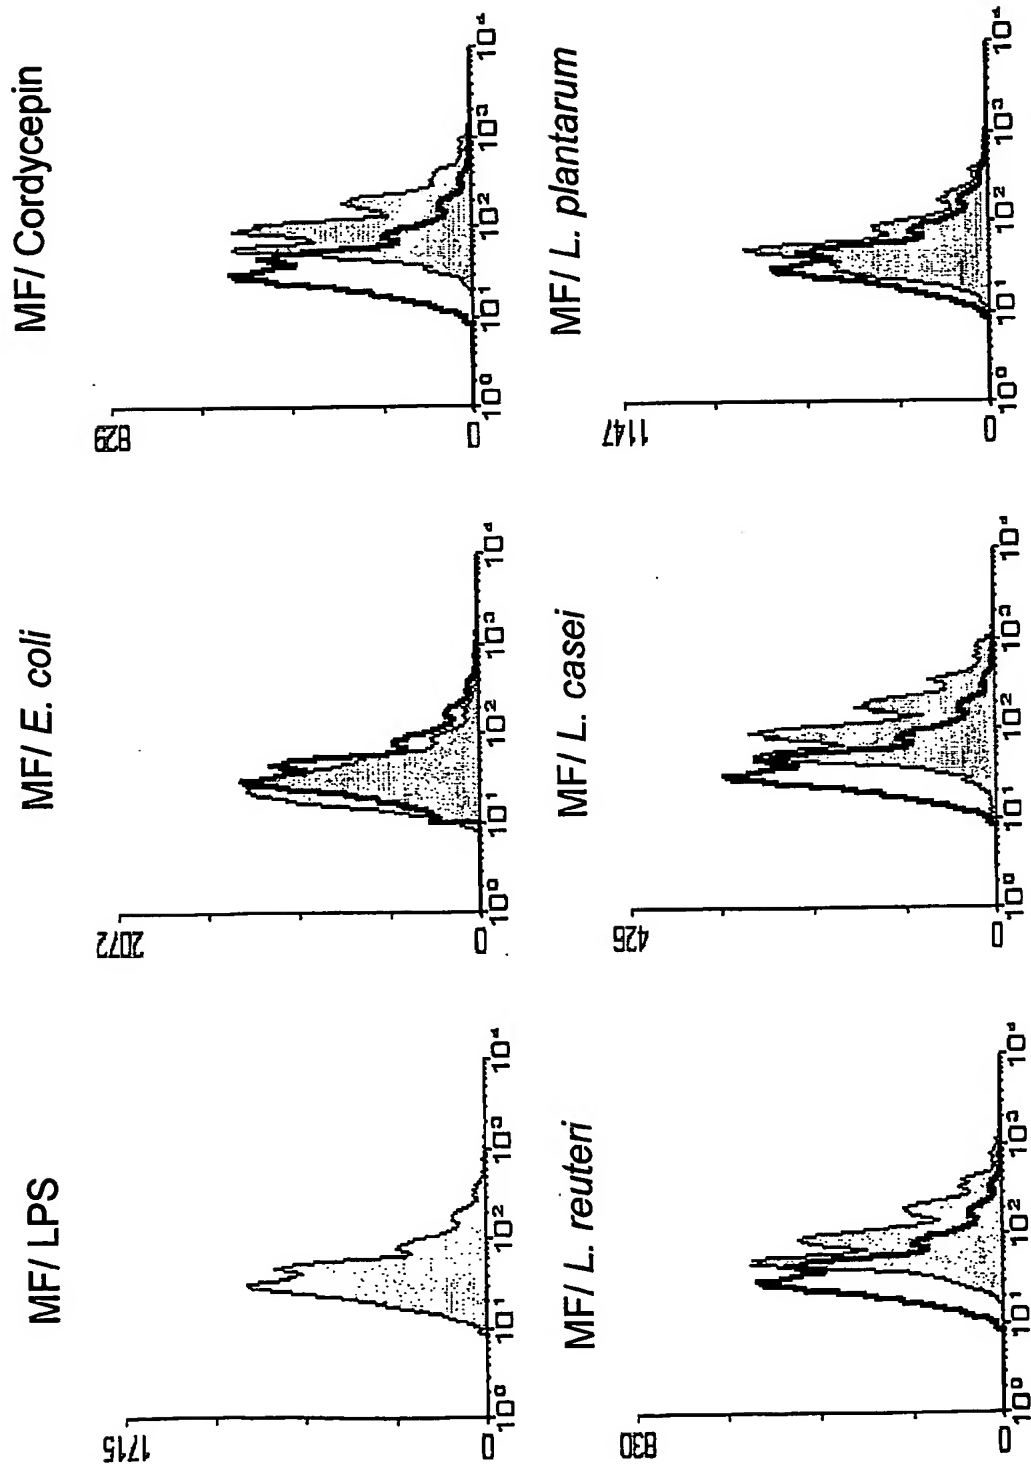 MF/ LPS
1715
0
10⁰ 10¹ 10² 10³ 10⁴
MF/ E. coli
2072
0
10⁰ 10¹ 10² 10³ 10⁴
MF/ Cordycepin
829
0
10⁰ 10¹ 10² 10³ 10⁴
MF/ L. reuteri
830
0
10⁰ 10¹ 10² 10³ 10⁴
MF/ L. casei
426
0
10⁰ 10¹ 10² 10³ 10⁴
MF/ L. plantarum
1147
0
10⁰ 10¹ 10² 10³ 10⁴